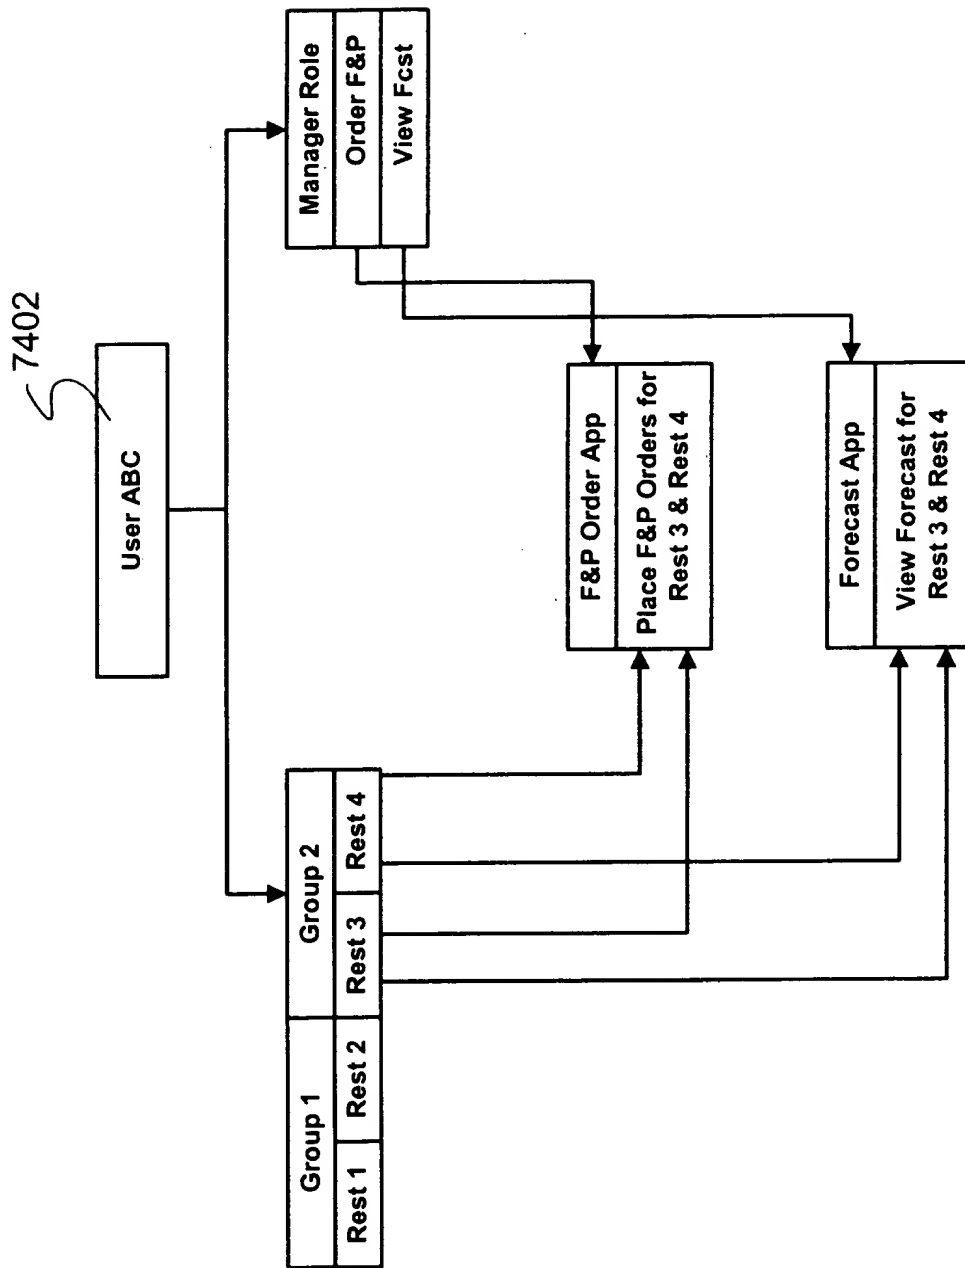 7402
User ABC
Group 1
Group 2
Rest 1
Rest 2
Rest 3
Rest 4
Manager Role
Order F&P
View Fcst
F&P Order App
Place F&P Orders for
Rest 3 & Rest 4
Forecast App
View Forecast for
Rest 3 & Rest 4